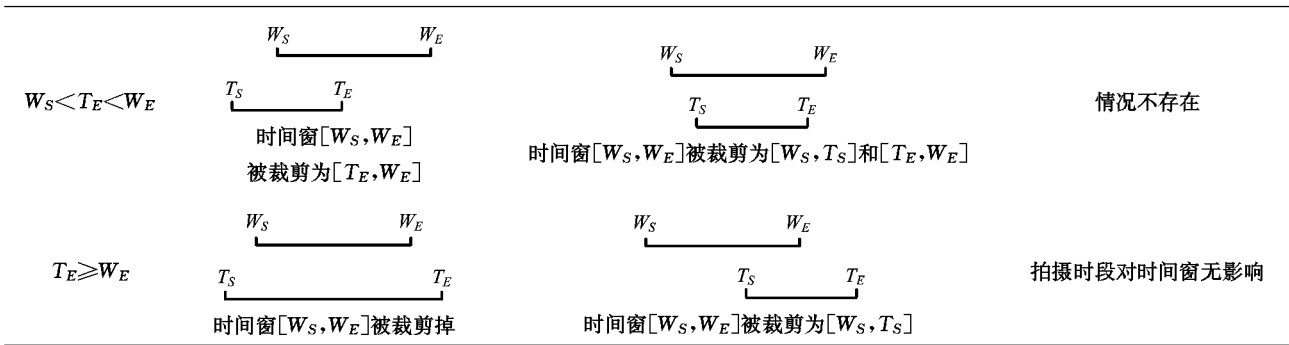 W_S W_E
W_S W_E
T_S T_E
T_S T_E
W_S<T_E<W_E
情况不存在
时间窗[W_S,W_E]
被裁剪为[T_E,W_E]
时间窗[W_S,W_E]被裁剪为[W_S,T_S]和[T_E,W_E]
W_S W_E
W_S W_E
T_E⩾W_E
T_S T_E
T_S T_E
拍摄时段对时间窗无影响
时间窗[W_S,W_E]被裁剪掉
时间窗[W_S,W_E]被裁剪为[W_S,T_S]